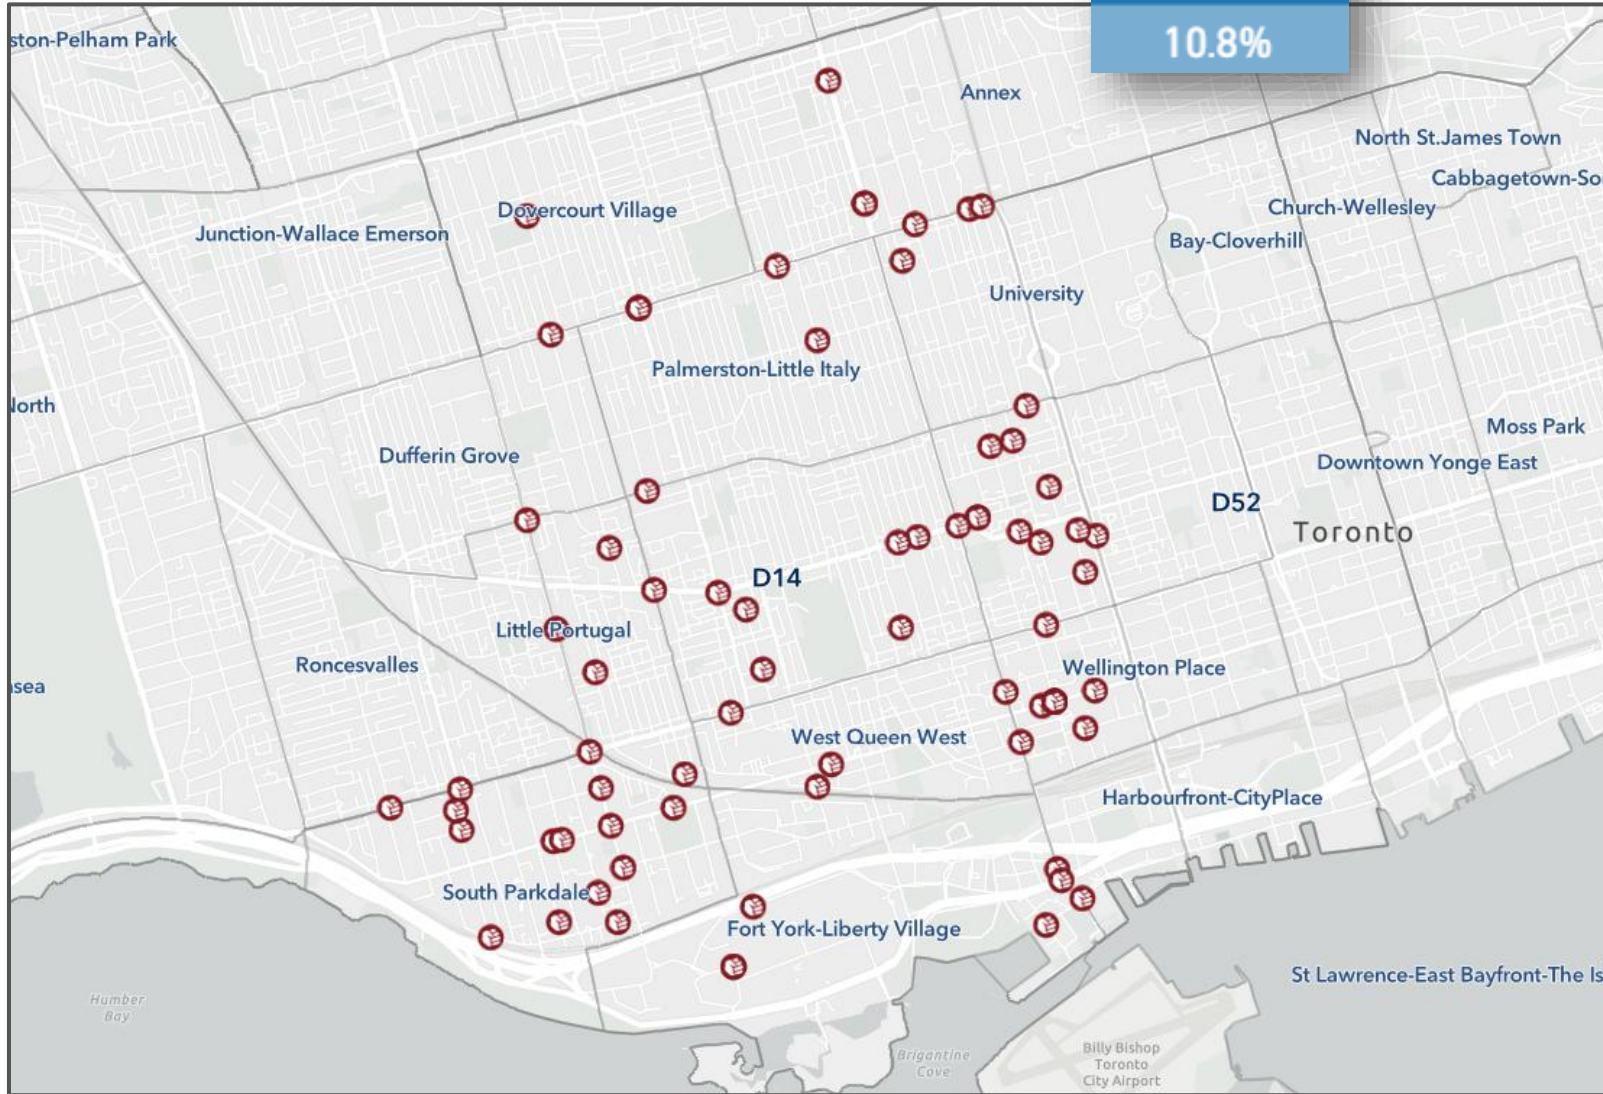 10.8%
ston-Pelham Park
Annex
North St.James Town
Cabbagetown-So
Dovercourt Village
Church-Wellesley
Junction-Wallace Emerson
Bay-Cloverhill
University
Palmerston-Little Italy
North
Moss Park
Dufferin Grove
Downtown Yonge East
D52
Toronto
D14
Little Portugal
Roncesvalles
Wellington Place
nsea
West Queen West
Harbourfront-CityPlace
South Parkdale
Fort York-Liberty Village
St Lawrence-East Bayfront-The Is
Humber
Bay
Brigantine
Cove
Billy Bishop
Toronto
City Airport